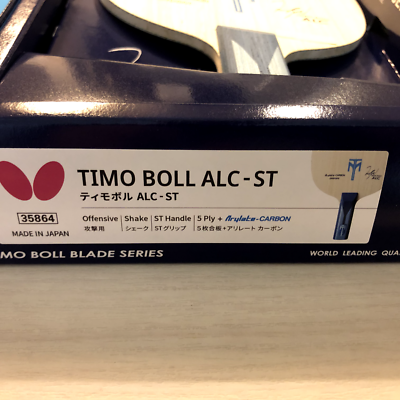 TIMO BOLL ALC-ST
ティモボル ALC-ST
35864
MADE IN JAPAN
Offensive Shake ST Handle 5 Ply + Arylate-CARBON
攻撃用 シェーク STグリップ 5枚合板+アリレート カーボン
MO BOLL BLADE SERIES
WORLD LEADING QUA